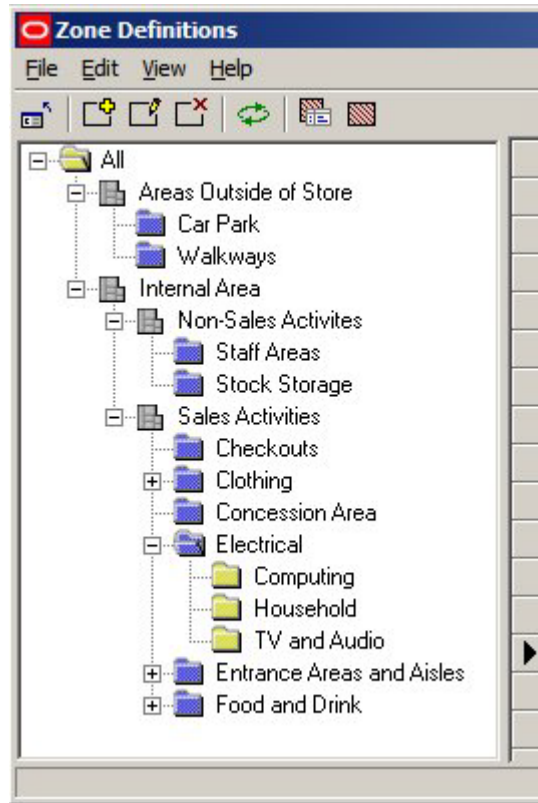 Zone Definitions
File Edit View Help
All
Areas Outside of Store
Car Park
Walkways
Internal Area
Non-Sales Activites
Staff Areas
Stock Storage
Sales Activities
Checkouts
Clothing
Concession Area
Electrical
Computing
Household
TV and Audio
Entrance Areas and Aisles
Food and Drink